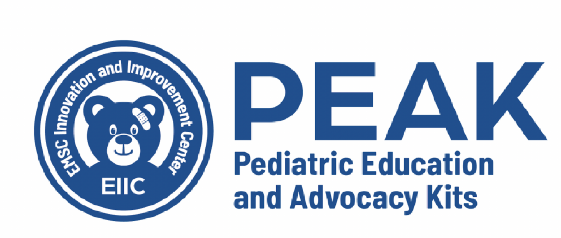 EMSC Innovation and Improvement Center
EIIC
PEAK
Pediatric Education
and Advocacy Kits